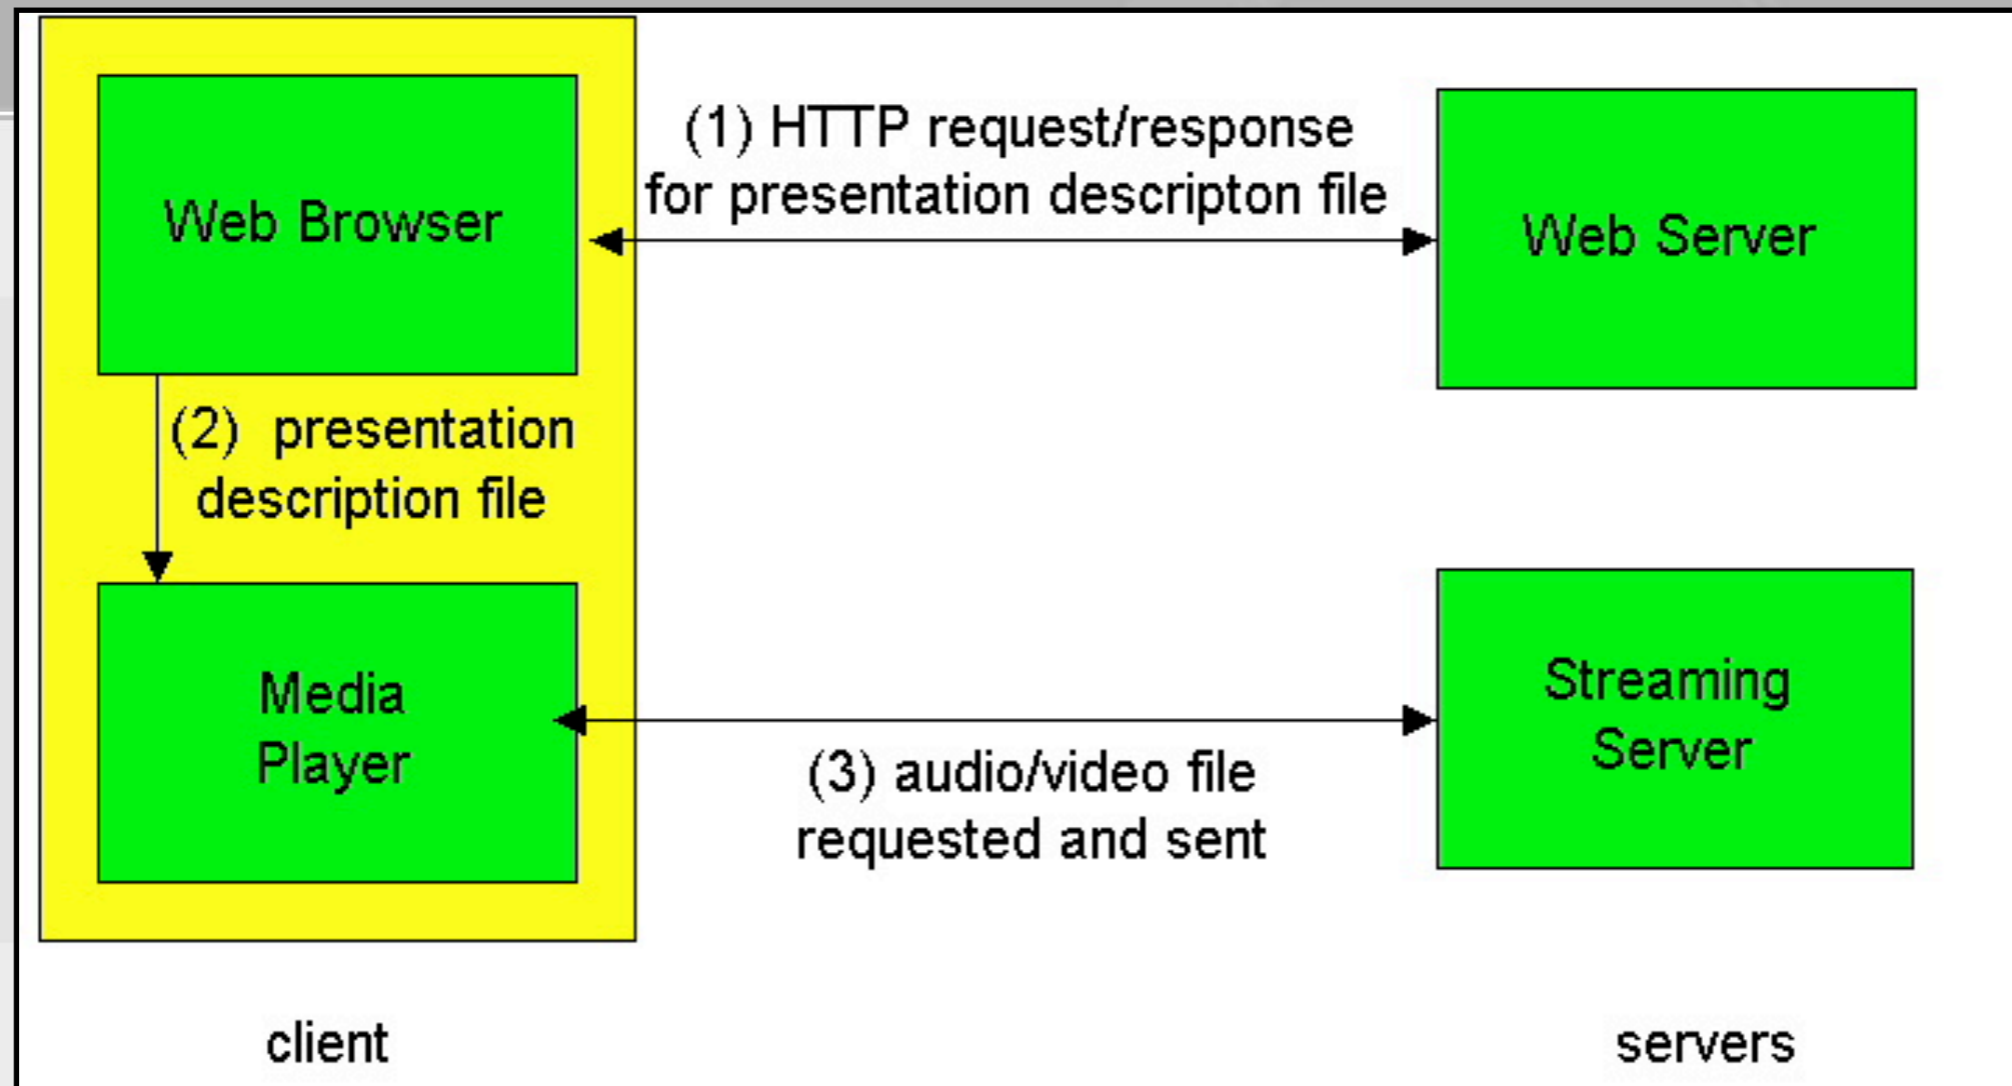 (1) HTTP request/response
for presentation descripton file
Web Browser
Web Server
(2) presentation
description file
Media
Player
Streaming
Server
(3) audio/video file
requested and sent
client
servers